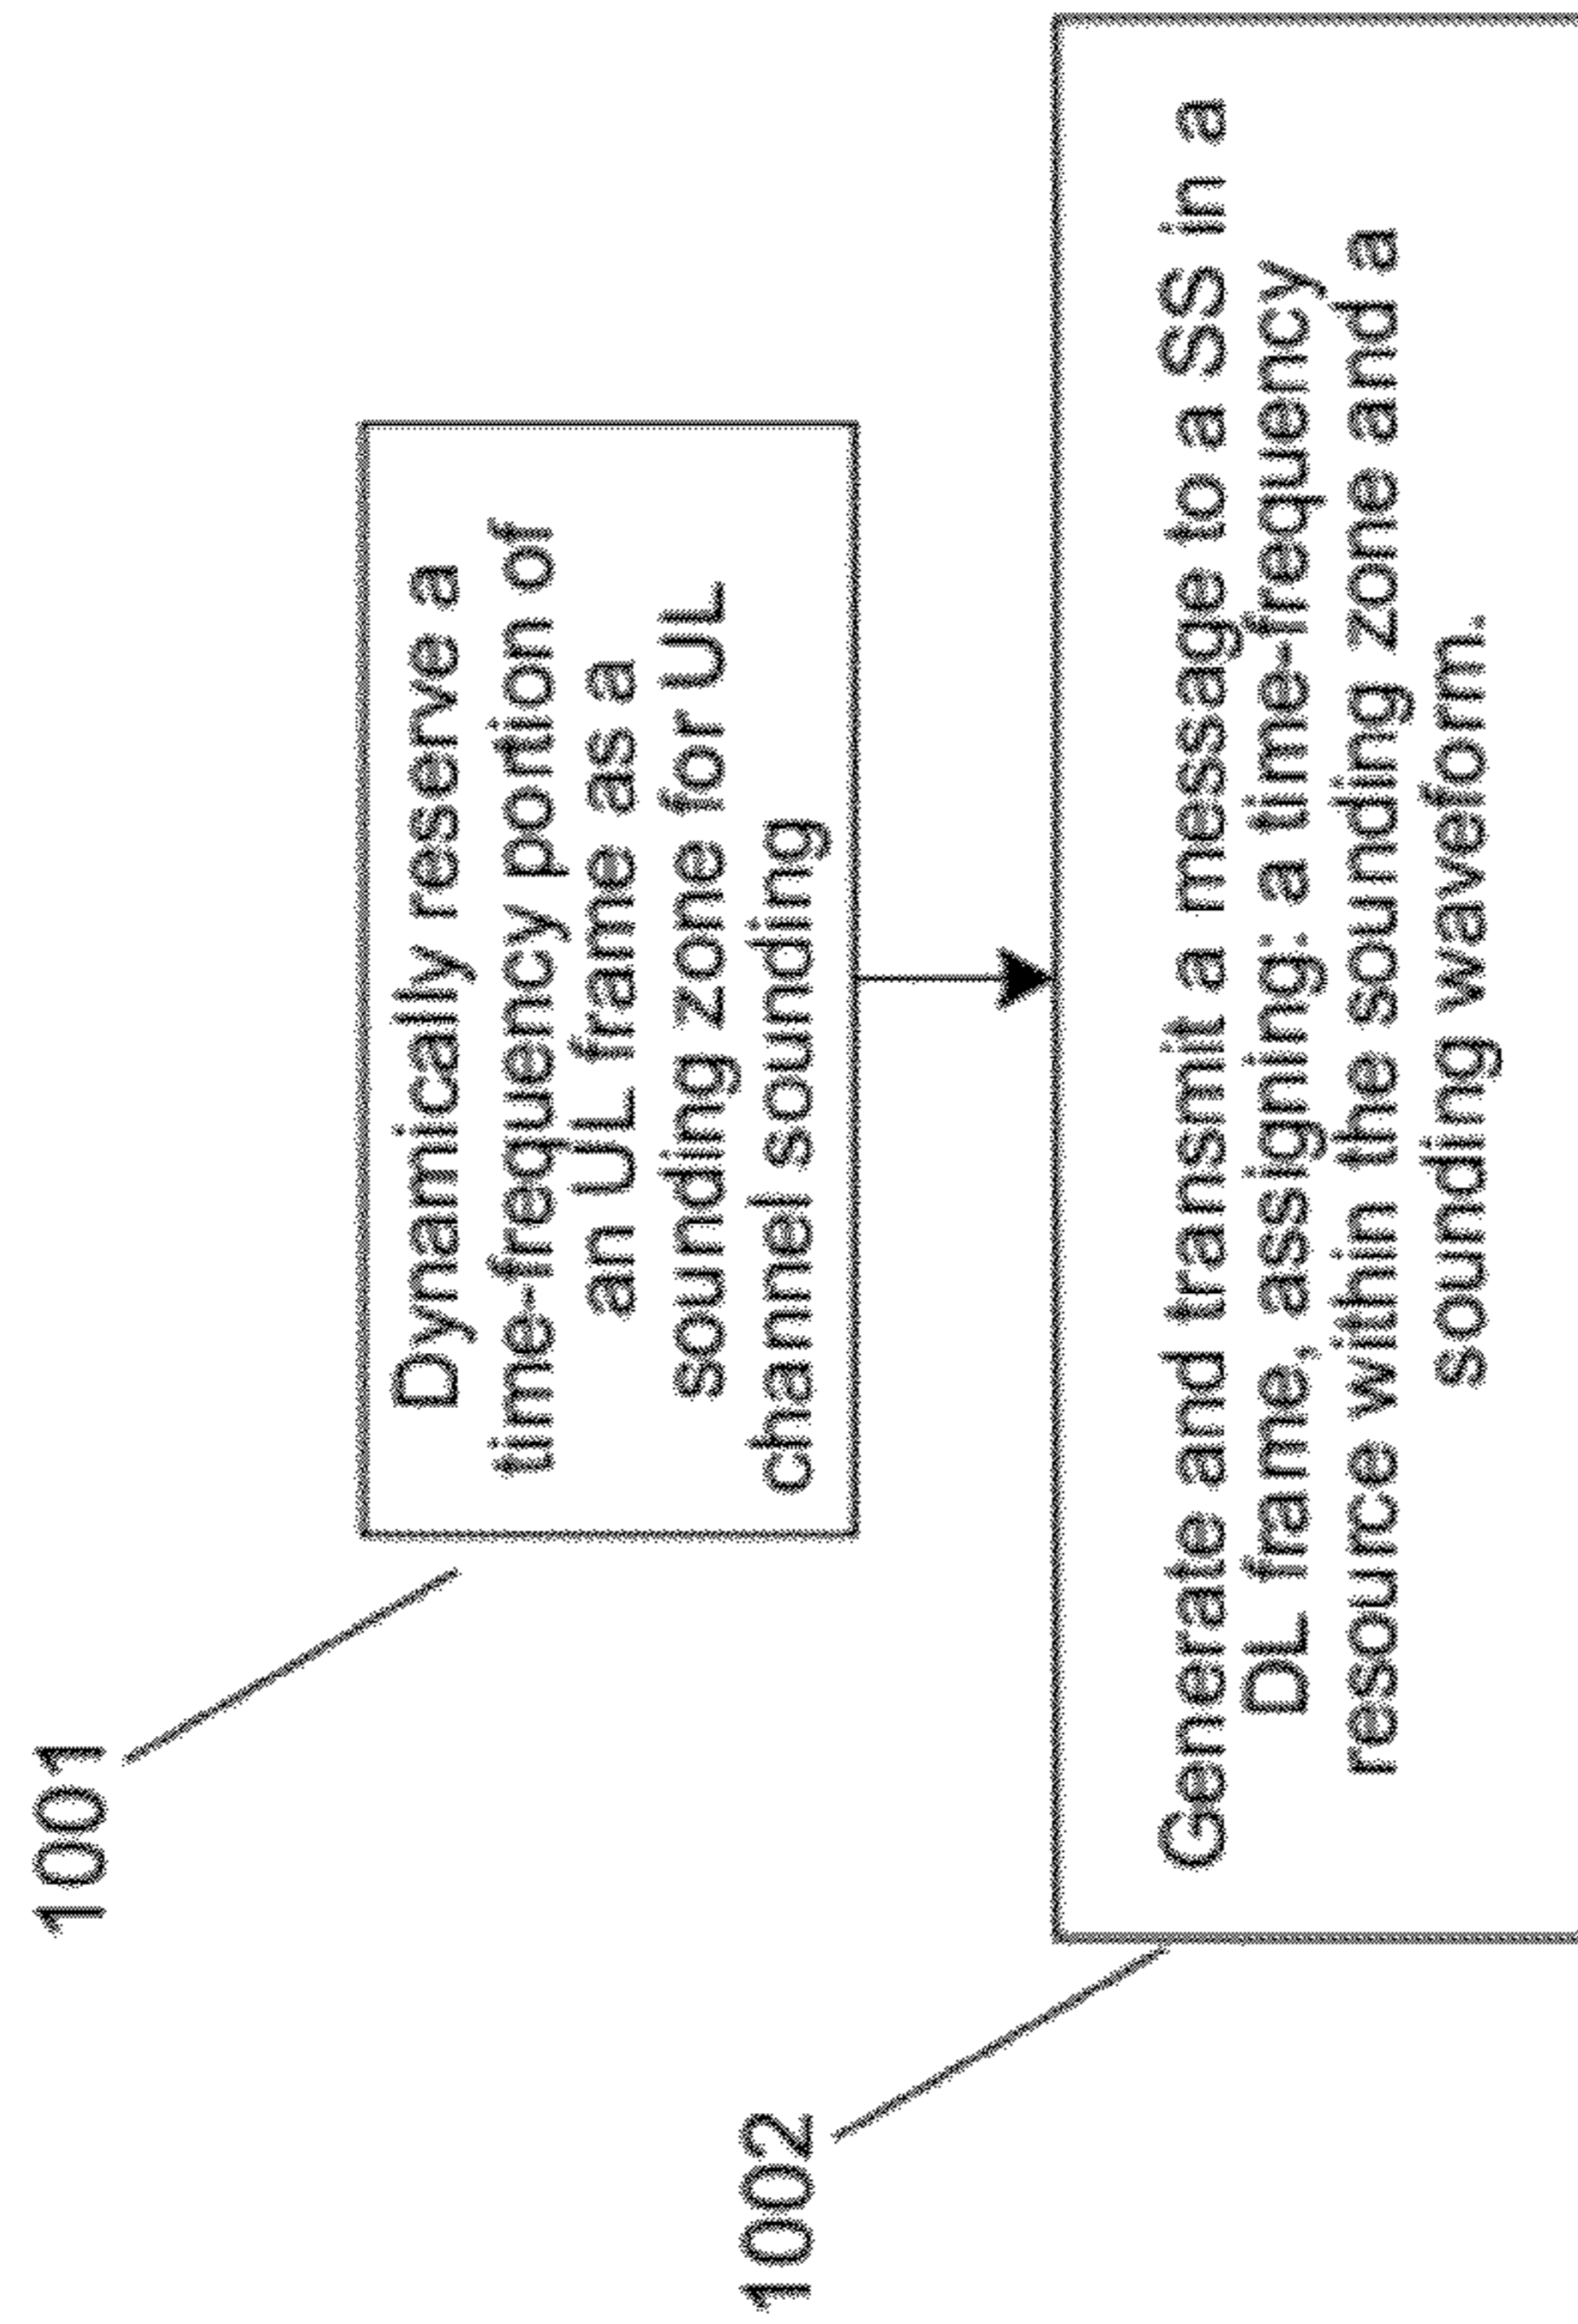 1001
Dynamically reserve a
time-frequency portion of
an UL frame as a
sounding zone for UL
channel sounding
1002
Generate and transmit a message to a SS in a
DL frame, assigning: a time-frequency
resource within the sounding zone and a
sounding waveform.